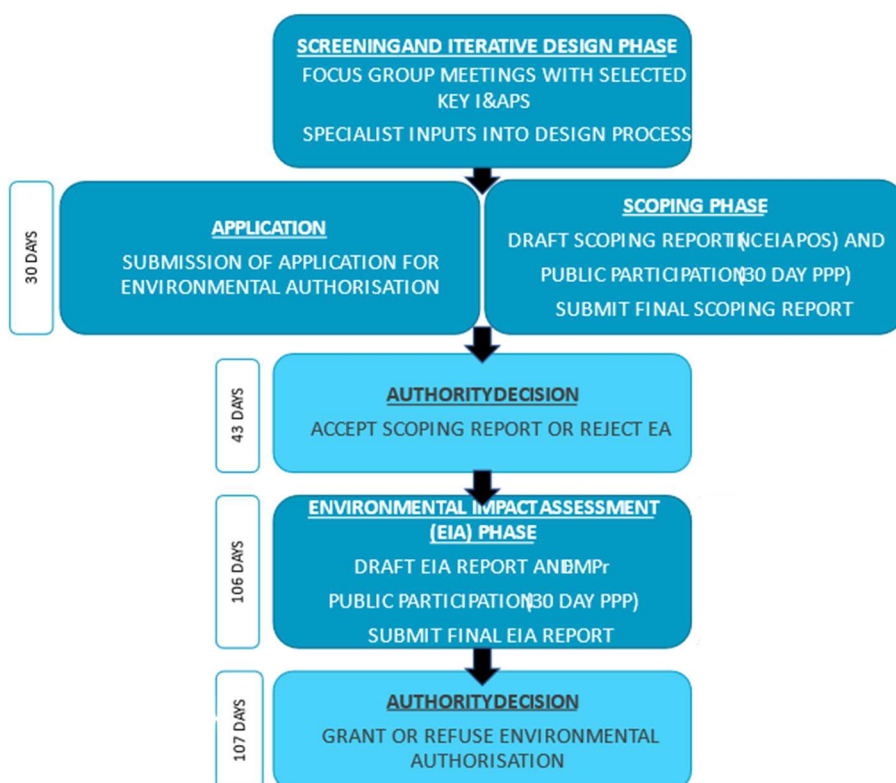 SCREENINGAND ITERATIVE DESIGN PHASE
FOCUS GROUP MEETINGS WITH SELECTED
KEY I&APS
SPECIALIST INPUTS INTO DESIGN PROCESS
30 DAYS
APPLICATION
SUBMISSION OF APPLICATION FOR
ENVIRONMENTAL AUTHORISATION
SCOPING PHASE
DRAFT SCOPING REPORT (INCEIAPOS) AND
PUBLIC PARTICIPATION (30 DAY PPP)
SUBMIT FINAL SCOPING REPORT
43 DAYS
AUTHORITYDECISION
ACCEPT SCOPING REPORT OR REJECT EA
106 DAYS
ENVIRONMENTAL IMPACTASSESSMENT
(EIA) PHASE
DRAFT EIA REPORT AND EMPr
PUBLIC PARTICIPATION (30 DAY PPP)
SUBMIT FINAL EIA REPORT
107 DAYS
AUTHORITYDECISION
GRANT OR REFUSE ENVIRONMENTAL
AUTHORISATION